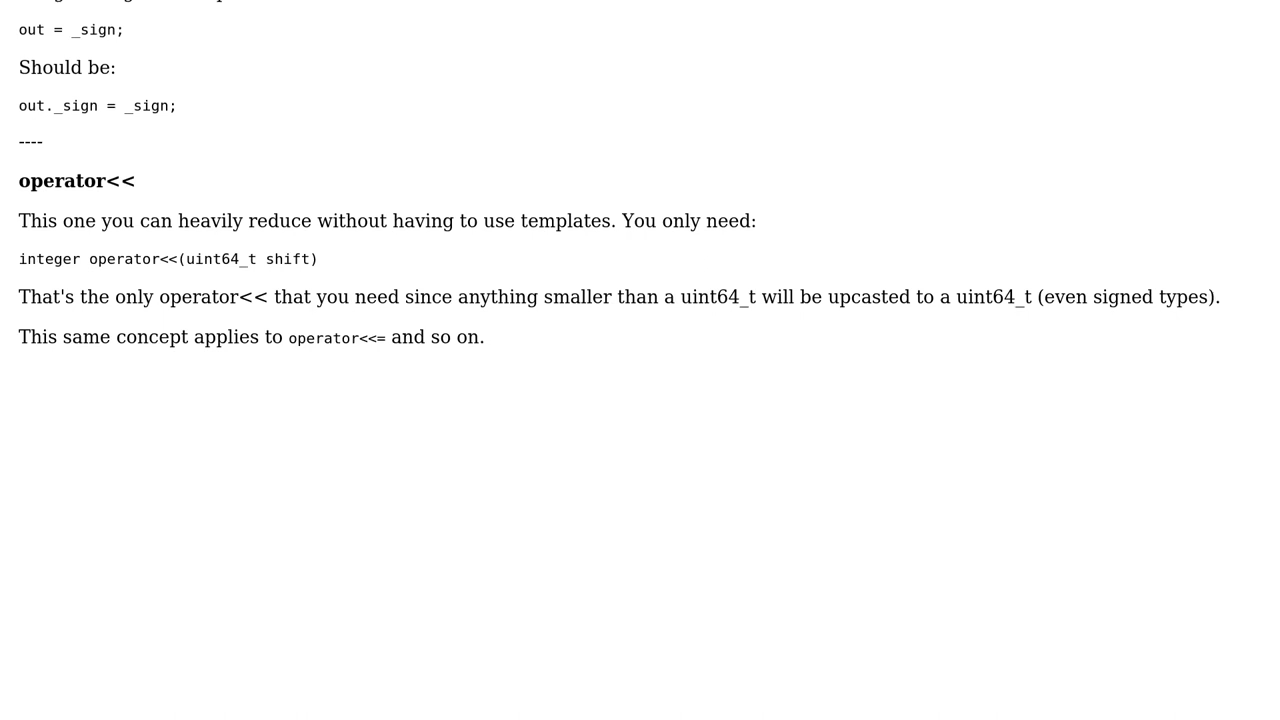 out = _sign;
Should be:
out._sign = _sign;
----
operator<<
This one you can heavily reduce without having to use templates. You only need:
integer operator<<(uint64_t shift)
That's the only operator<< that you need since anything smaller than a uint64_t will be upcasted to a uint64_t (even signed types).
This same concept applies to operator<<= and so on.